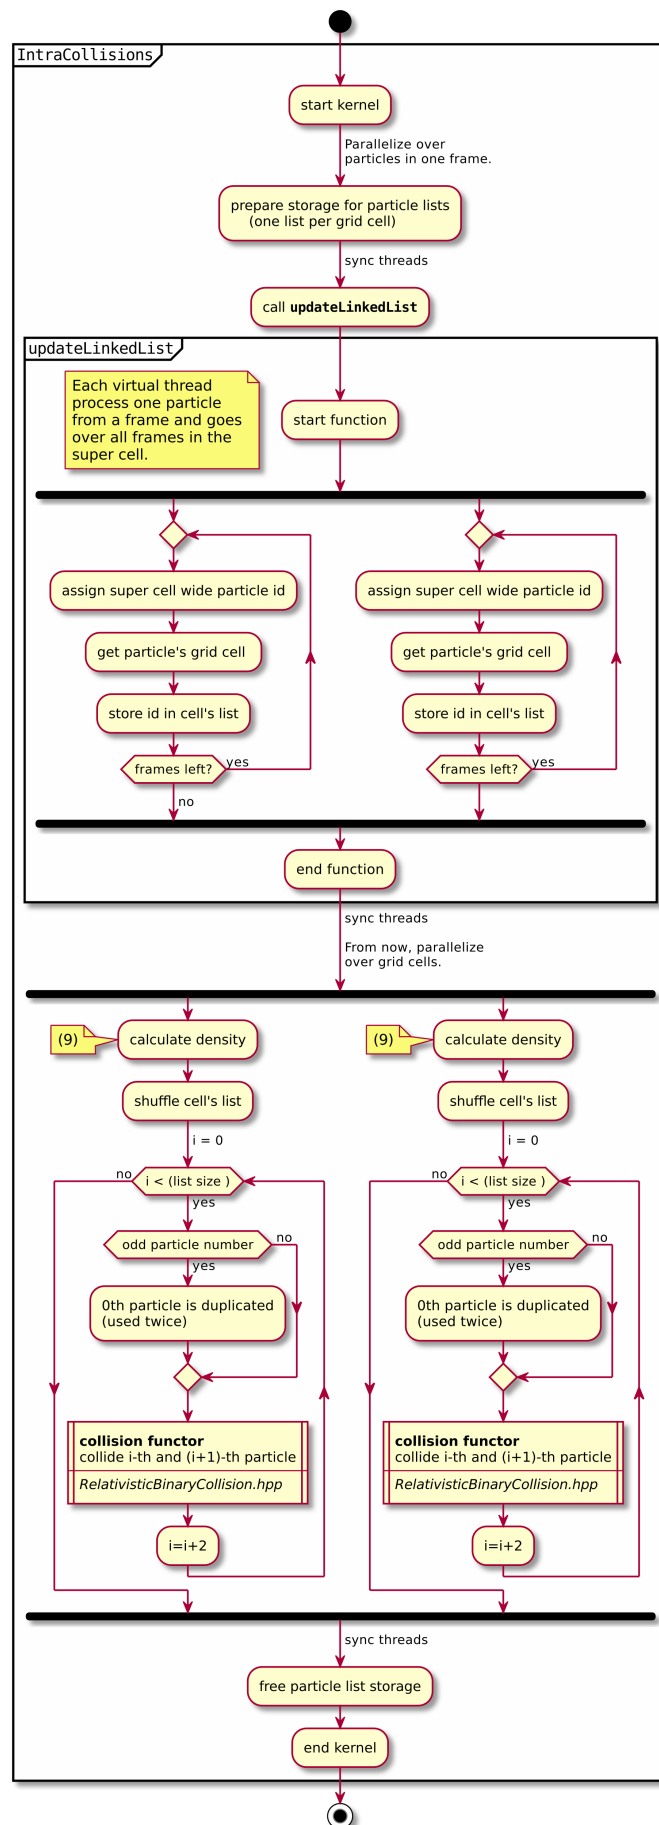 IntraCollisions
start kernel
Parallelize over
particles in one frame.
prepare storage for particle lists
(one list per grid cell)
sync threads
call updateLinkedList
updateLinkedList
Each virtual thread
process one particle
from a frame and goes
over all frames in the
super cell.
start function
assign super cell wide particle id
get particle's grid cell
store id in cell's list
frames left?
yes
no
assign super cell wide particle id
get particle's grid cell
store id in cell's list
frames left?
yes
end function
sync threads
From now, parallelize
over grid cells.
(9)
calculate density
shuffle cell's list
i = 0
no
i < (list size )
yes
odd particle number
no
yes
0th particle is duplicated
(used twice)
collision functor
collide i-th and (i+1)-th particle
RelativisticBinaryCollision.hpp
i=i+2
(9)
calculate density
shuffle cell's list
i = 0
no
i < (list size )
yes
odd particle number
no
yes
0th particle is duplicated
(used twice)
collision functor
collide i-th and (i+1)-th particle
RelativisticBinaryCollision.hpp
i=i+2
sync threads
free particle list storage
end kernel